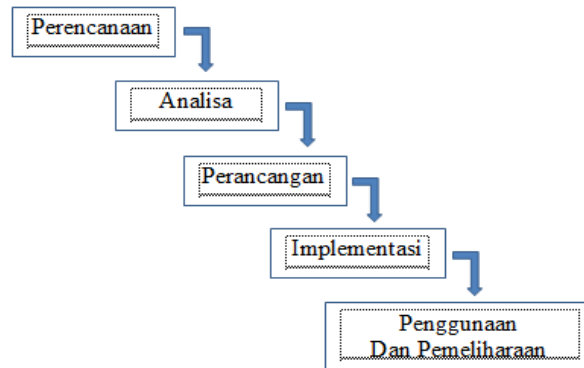 Perencanaan
Analisa
Perancangan
Implementasi
Penggunaan
Dan Pemeliharaan